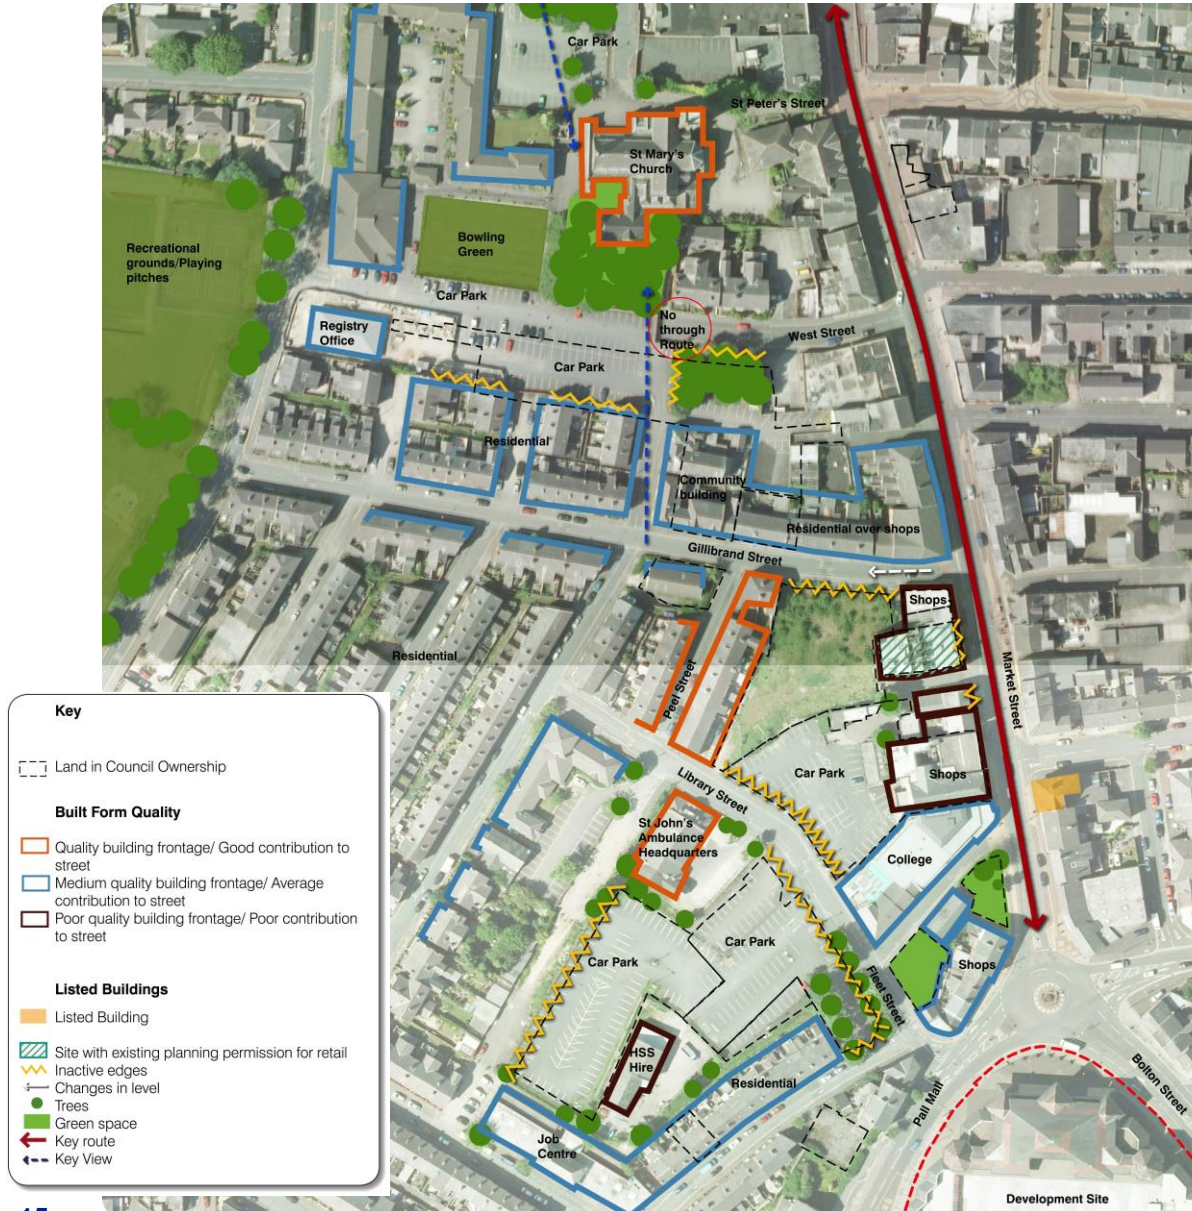 Car Park
St Peter's Street
St Mary's
Church
Recreational
grounds/Playing
pitches
Bowling
Green
Car Park
No
through
Route
West Street
Registry
Office
Car Park
Residential
Community
building
Residential over shops
Gillibrand Street
Shops
Residential
Peel Street
Market Street
Library Street
Car Park
Shops
St John's
Ambulance
Headquarters
College
Car Park
Car Park
Fleet Street
Shops
HSS
Hire
Residential
Job
Centre
Pall Mall
Bolton Street
Development Site
Key
Land in Council Ownership
Built Form Quality
Quality building frontage/ Good contribution to
street
Medium quality building frontage/ Average
contribution to street
Poor quality building frontage/ Poor contribution
to street
Listed Buildings
Listed Building
Site with existing planning permission for retail
Inactive edges
Changes in level
Trees
Green space
Key route
Key View